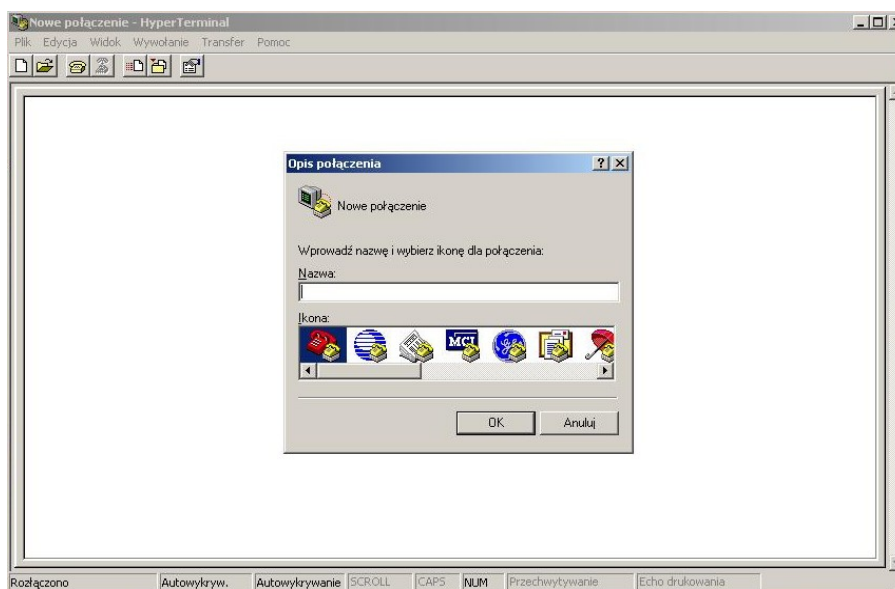 Nowe połączenie - HyperTerminal
Plik Edycja Widok Wywołanie Transfer Pomoc
Opis połączenia
Nowe połączenie
Wprowadź nazwę i wybierz ikonę dla połączenia:
Nazwa:
Ikona:
MCI
OK Anuluj
Rozłączono Autowykryw. Autowykrywanie SCROLL CAPS NUM Przechwytywanie Echo drukowania